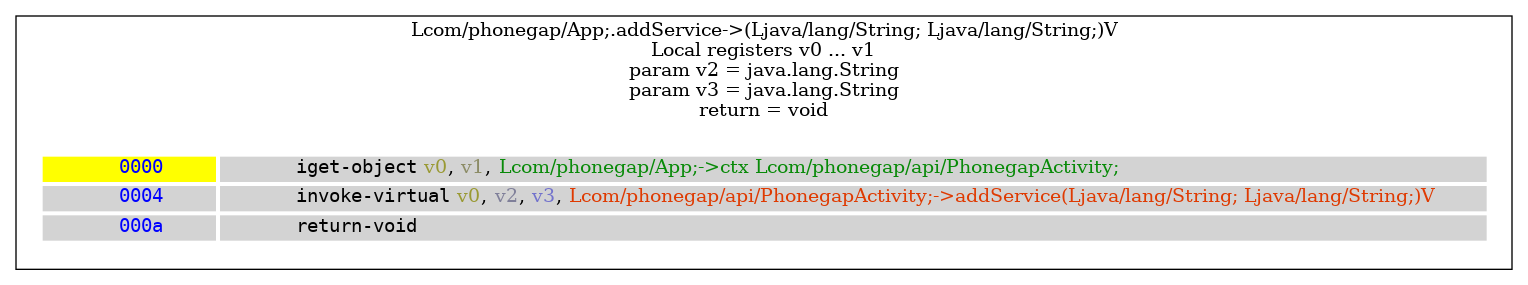 Lcom/phonegap/App;.addService->(Ljava/lang/String; Ljava/lang/String;)V
Local registers v0 ... v1
param v2 = java.lang.String
param v3 = java.lang.String
return = void
0000 iget-object v0, v1, Lcom/phonegap/App;->ctx Lcom/phonegap/api/PhonegapActivity;
0004 invoke-virtual v0, v2, v3, Lcom/phonegap/api/PhonegapActivity;->addService(Ljava/lang/String; Ljava/lang/String;)V
000a return-void